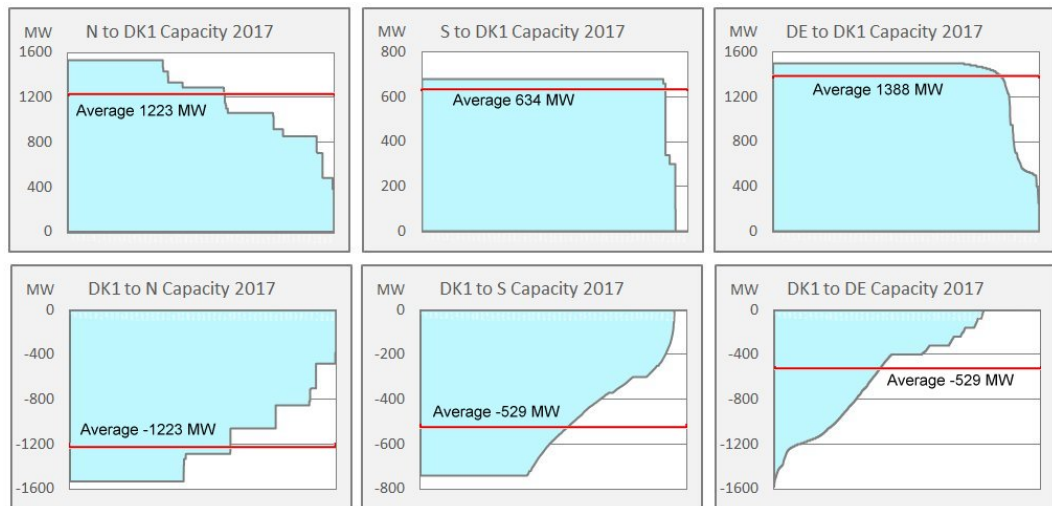 MW N to DK1 Capacity 2017
1600
1200
Average 1223 MW
800
400
0
MW S to DK1 Capacity 2017
800
600
Average 634 MW
400
200
0
MW DE to DK1 Capacity 2017
1600
1200
Average 1388 MW
800
400
0
MW DK1 to N Capacity 2017
0
-400
-800
Average -1223 MW
-1200
-1600
MW DK1 to S Capacity 2017
0
-200
-400
Average -529 MW
-600
-800
MW DK1 to DE Capacity 2017
0
-400
Average -529 MW
-800
-1200
-1600